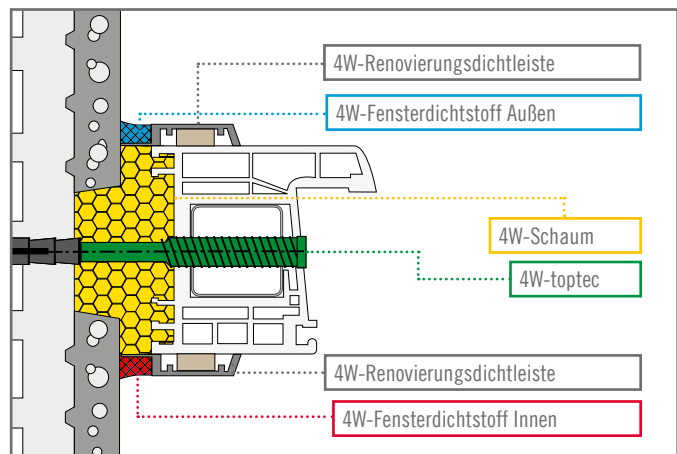 4W-Renovierungsdichtleiste
4W-Fensterdichtstoff Außen
4W-Schaum
4W-toptec
4W-Renovierungsdichtleiste
4W-Fensterdichtstoff Innen